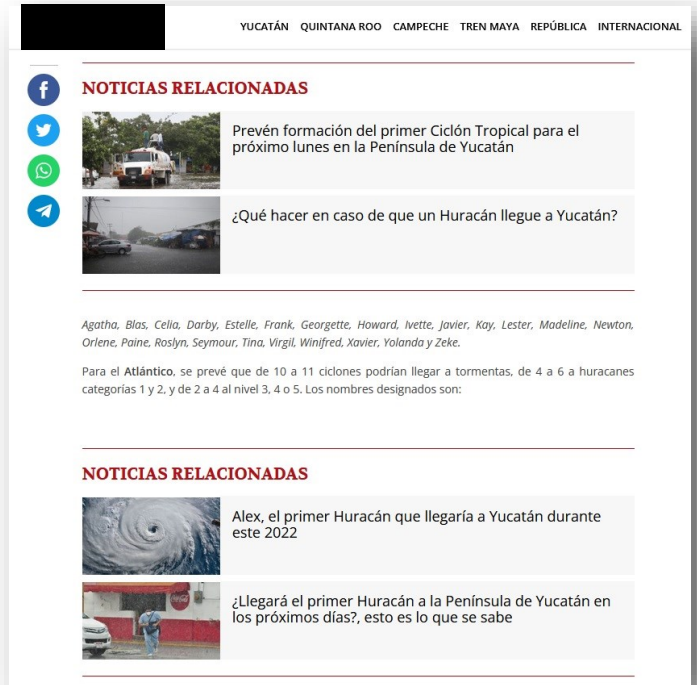 YUCATÁN QUINTANA ROO CAMPECHE TREN MAYA REPÚBLICA INTERNACIONAL
NOTICIAS RELACIONADAS
Prevén formación del primer Ciclón Tropical para el
próximo lunes en la Península de Yucatán
¿Qué hacer en caso de que un Huracán llegue a Yucatán?
Agatha, Blas, Celia, Darby, Estelle, Frank, Georgette, Howard, Ivette, Javier, Kay, Lester, Madeline, Newton,
Orlene, Paine, Roslyn, Seymour, Tina, Virgil, Winifred, Xavier, Yolanda y Zeke.
Para el Atlántico, se prevé que de 10 a 11 ciclones podrían llegar a tormentas, de 4 a 6 a huracanes
categorías 1 y 2, y de 2 a 4 al nivel 3, 4 o 5. Los nombres designados son:
NOTICIAS RELACIONADAS
Alex, el primer Huracán que llegaría a Yucatán durante
este 2022
¿Llegará el primer Huracán a la Península de Yucatán en
los próximos días?, esto es lo que se sabe